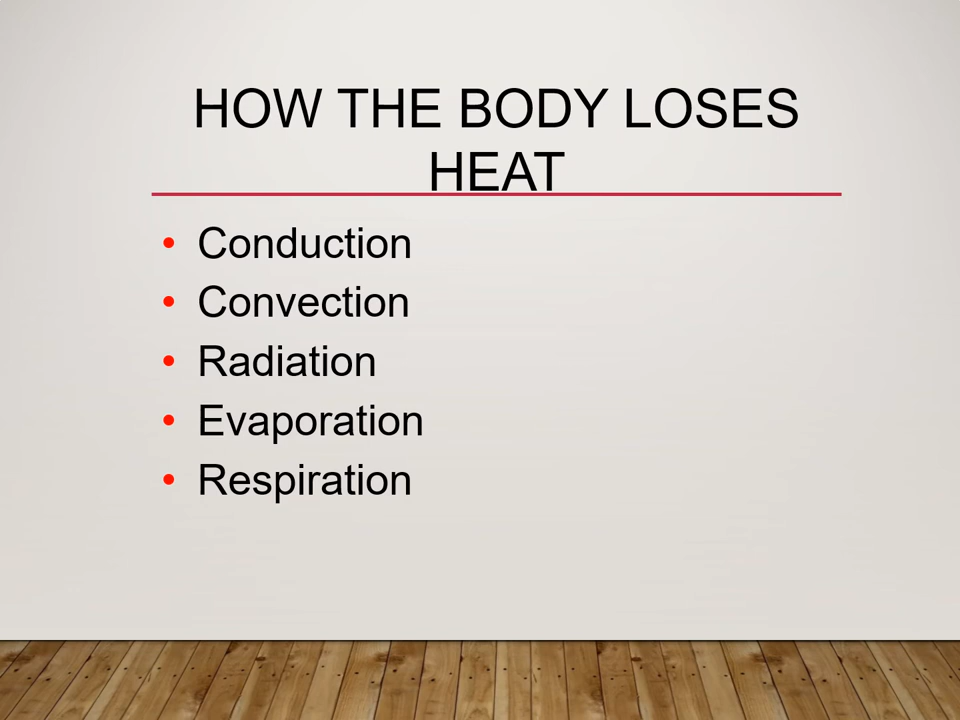 HOW THE BODY LOSES
HEAT
• Conduction
• Convection
• Radiation
• Evaporation
• Respiration